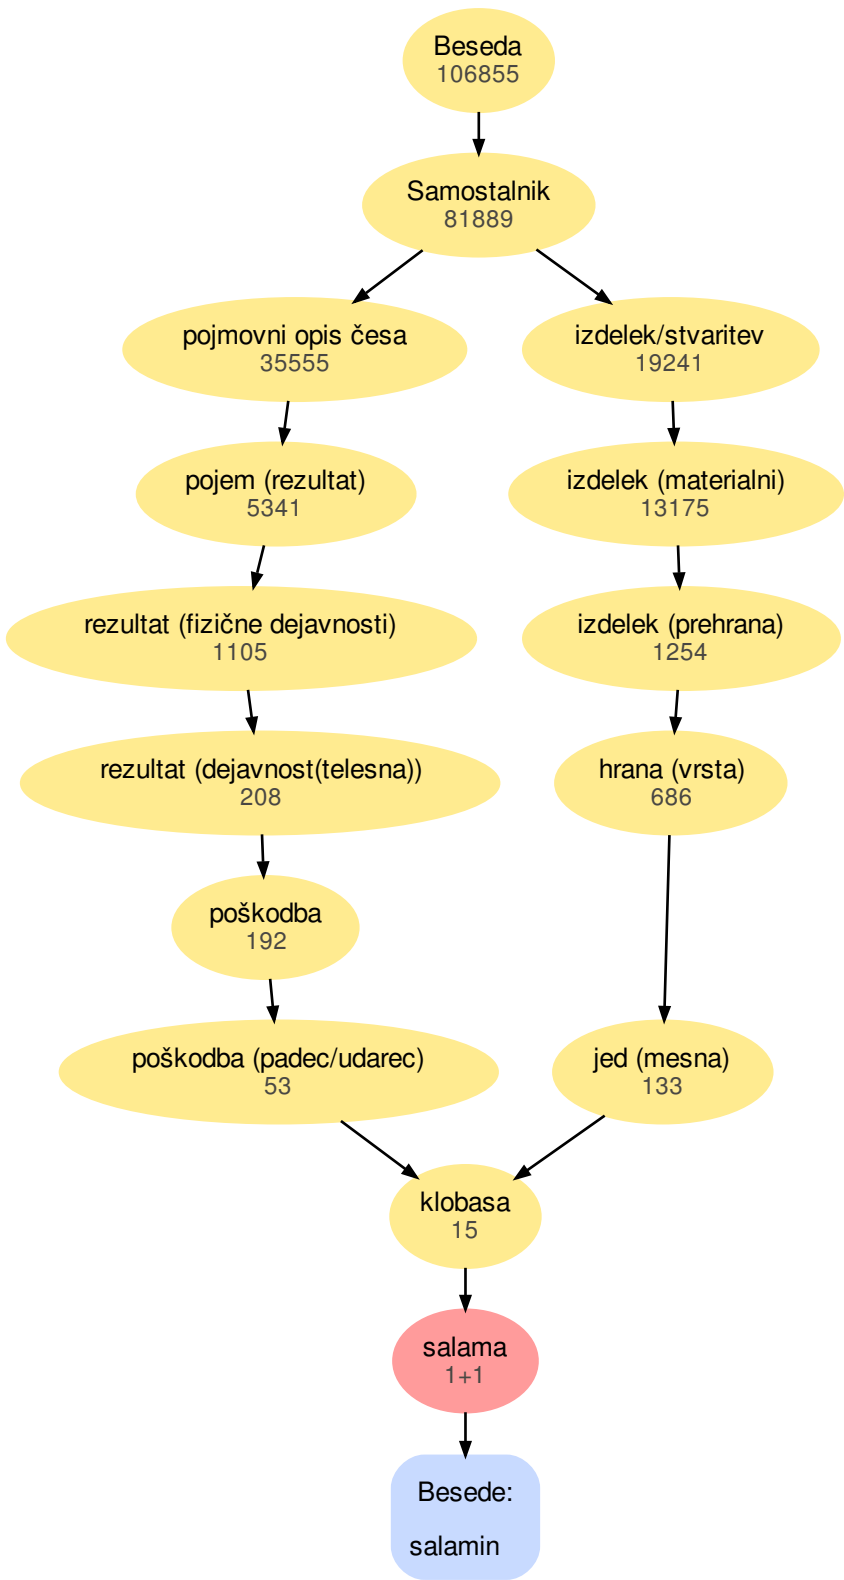 Beseda
106855
Samostalnik
81889
pojmovni opis česa
35555
izdelek/stvaritev
19241
pojem (rezultat)
5341
izdelek (materialni)
13175
rezultat (fizične dejavnosti)
1105
izdelek (prehrana)
1254
rezultat (dejavnost(telesna))
208
hrana (vrsta)
686
poškodba
192
poškodba (padec/udarec)
53
jed (mesna)
133
klobasa
15
salama
1+1
Besede:
salamin